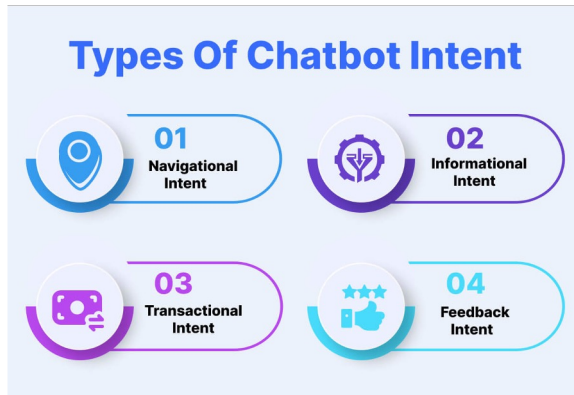 Types Of Chatbot Intent
01
Navigational
Intent
02
Informational
Intent
03
Transactional
Intent
04
Feedback
Intent